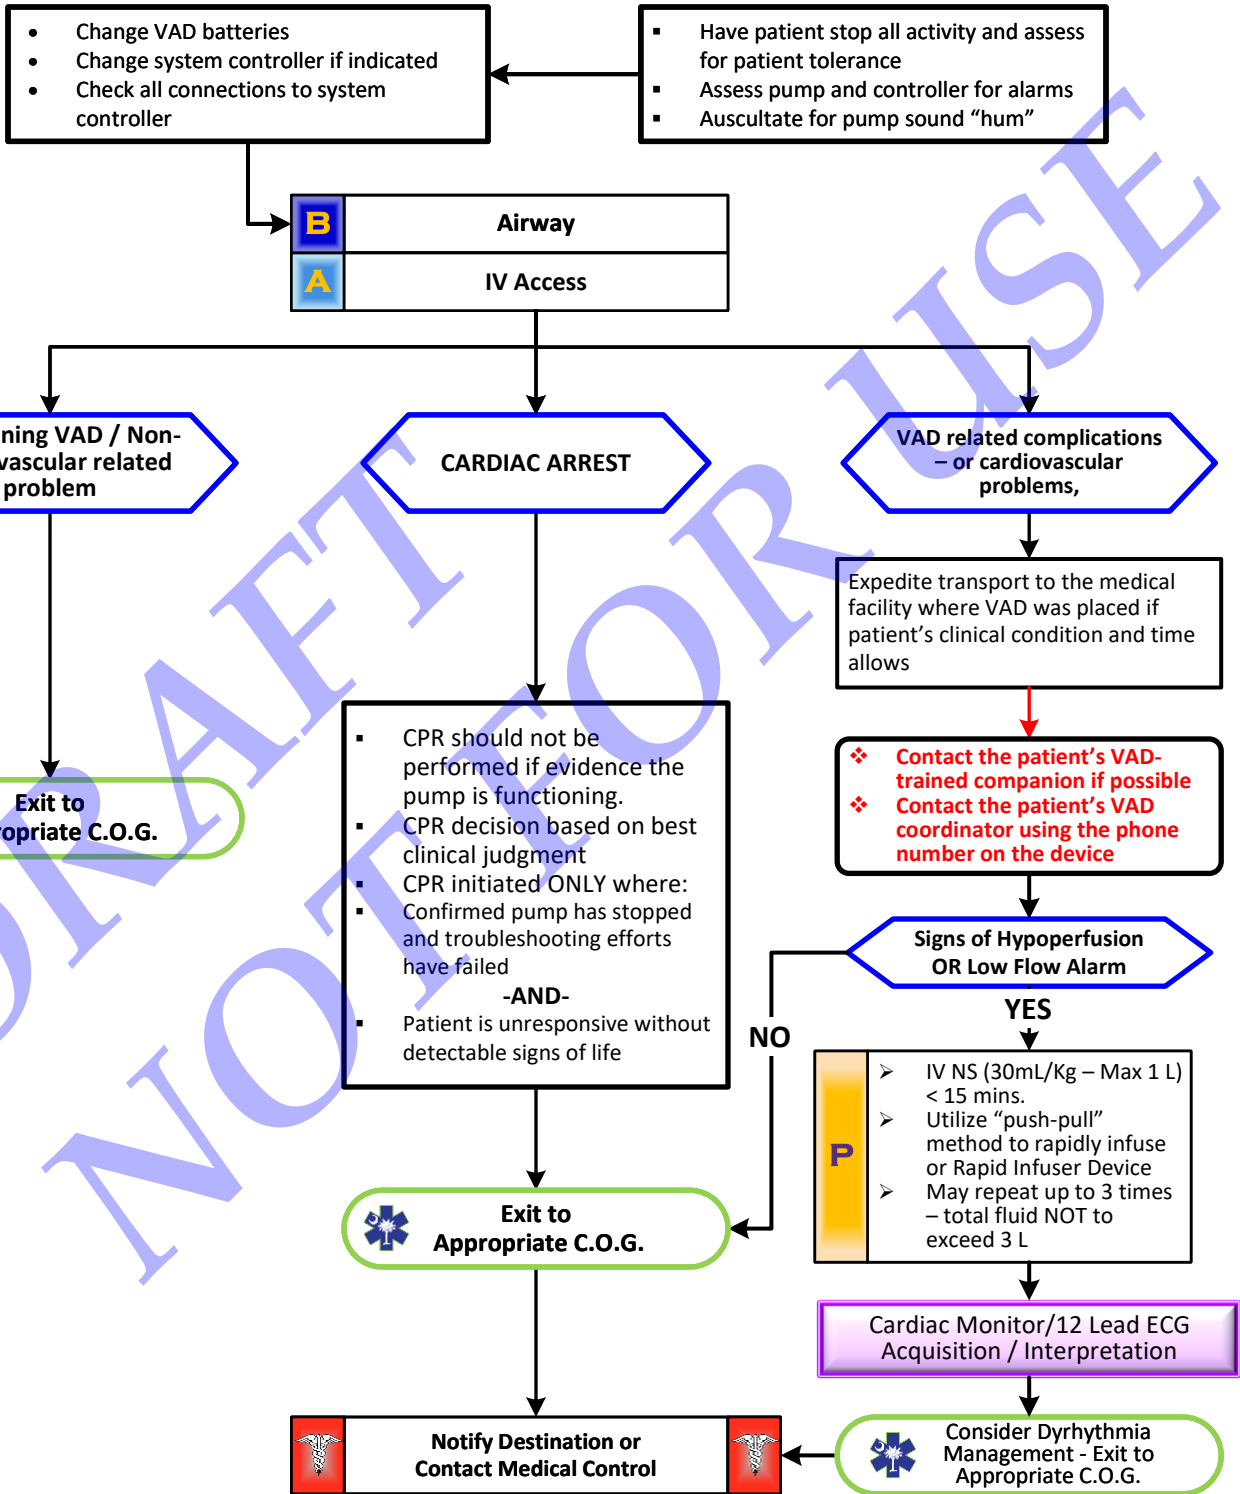 • Change VAD batteries
• Change system controller if indicated
• Check all connections to system
controller
▪ Have patient stop all activity and assess
for patient tolerance
▪ Assess pump and controller for alarms
▪ Auscultate for pump sound “hum”
B
Airway
A
IV Access
ning VAD / Non-
vascular related
problem
CARDIAC ARREST
VAD related complications
– or cardiovascular
problems,
Expedite transport to the medical
facility where VAD was placed if
patient’s clinical condition and time
allows
❖ Contact the patient’s VAD-
trained companion if possible
❖ Contact the patient’s VAD
coordinator using the phone
number on the device
Exit to
ropriate C.O.G.
▪ CPR should not be
performed if evidence the
pump is functioning.
▪ CPR decision based on best
clinical judgment
▪ CPR initiated ONLY where:
▪ Confirmed pump has stopped
and troubleshooting efforts
have failed
-AND-
▪ Patient is unresponsive without
detectable signs of life
Signs of Hypoperfusion
OR Low Flow Alarm
YES
NO
P
➢ IV NS (30mL/Kg – Max 1 L)
< 15 mins.
➢ Utilize “push-pull”
method to rapidly infuse
or Rapid Infuser Device
➢ May repeat up to 3 times
– total fluid NOT to
exceed 3 L
Exit to
Appropriate C.O.G.
Cardiac Monitor/12 Lead ECG
Acquisition / Interpretation
Notify Destination or
Contact Medical Control
Consider Dyrhythmia
Management - Exit to
Appropriate C.O.G.
DRAFT
NOT FOR USE